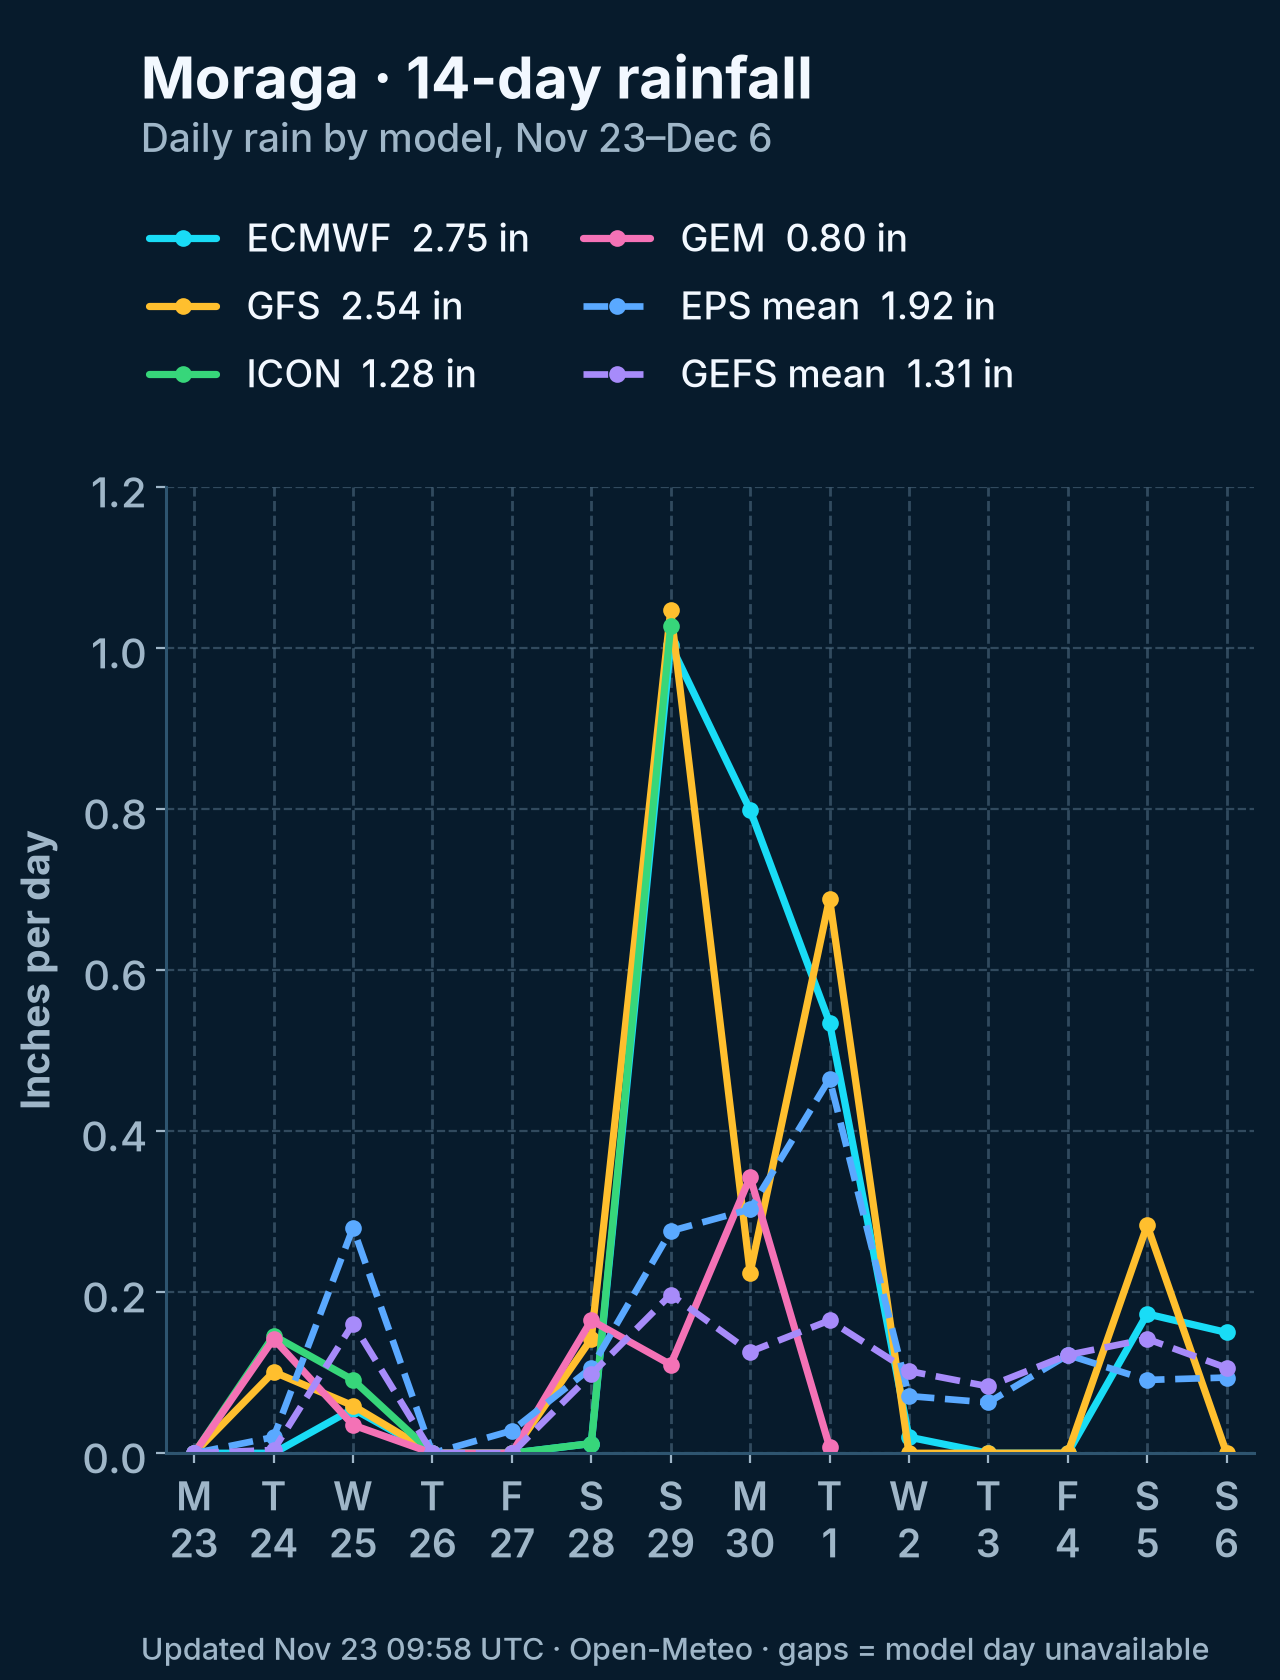 Moraga · 14-day rainfall
Daily rain by model, Nov 23–Dec 6
ECMWF 2.75 in
GEM 0.80 in
GFS 2.54 in
EPS mean 1.92 in
ICON 1.28 in
GEFS mean 1.31 in
Inches per day
1.2
1.0
0.8
0.6
0.4
0.2
0.0
M T W T F S S M T W T F S S
23 24 25 26 27 28 29 30 1 2 3 4 5 6
Updated Nov 23 09:58 UTC · Open-Meteo · gaps = model day unavailable